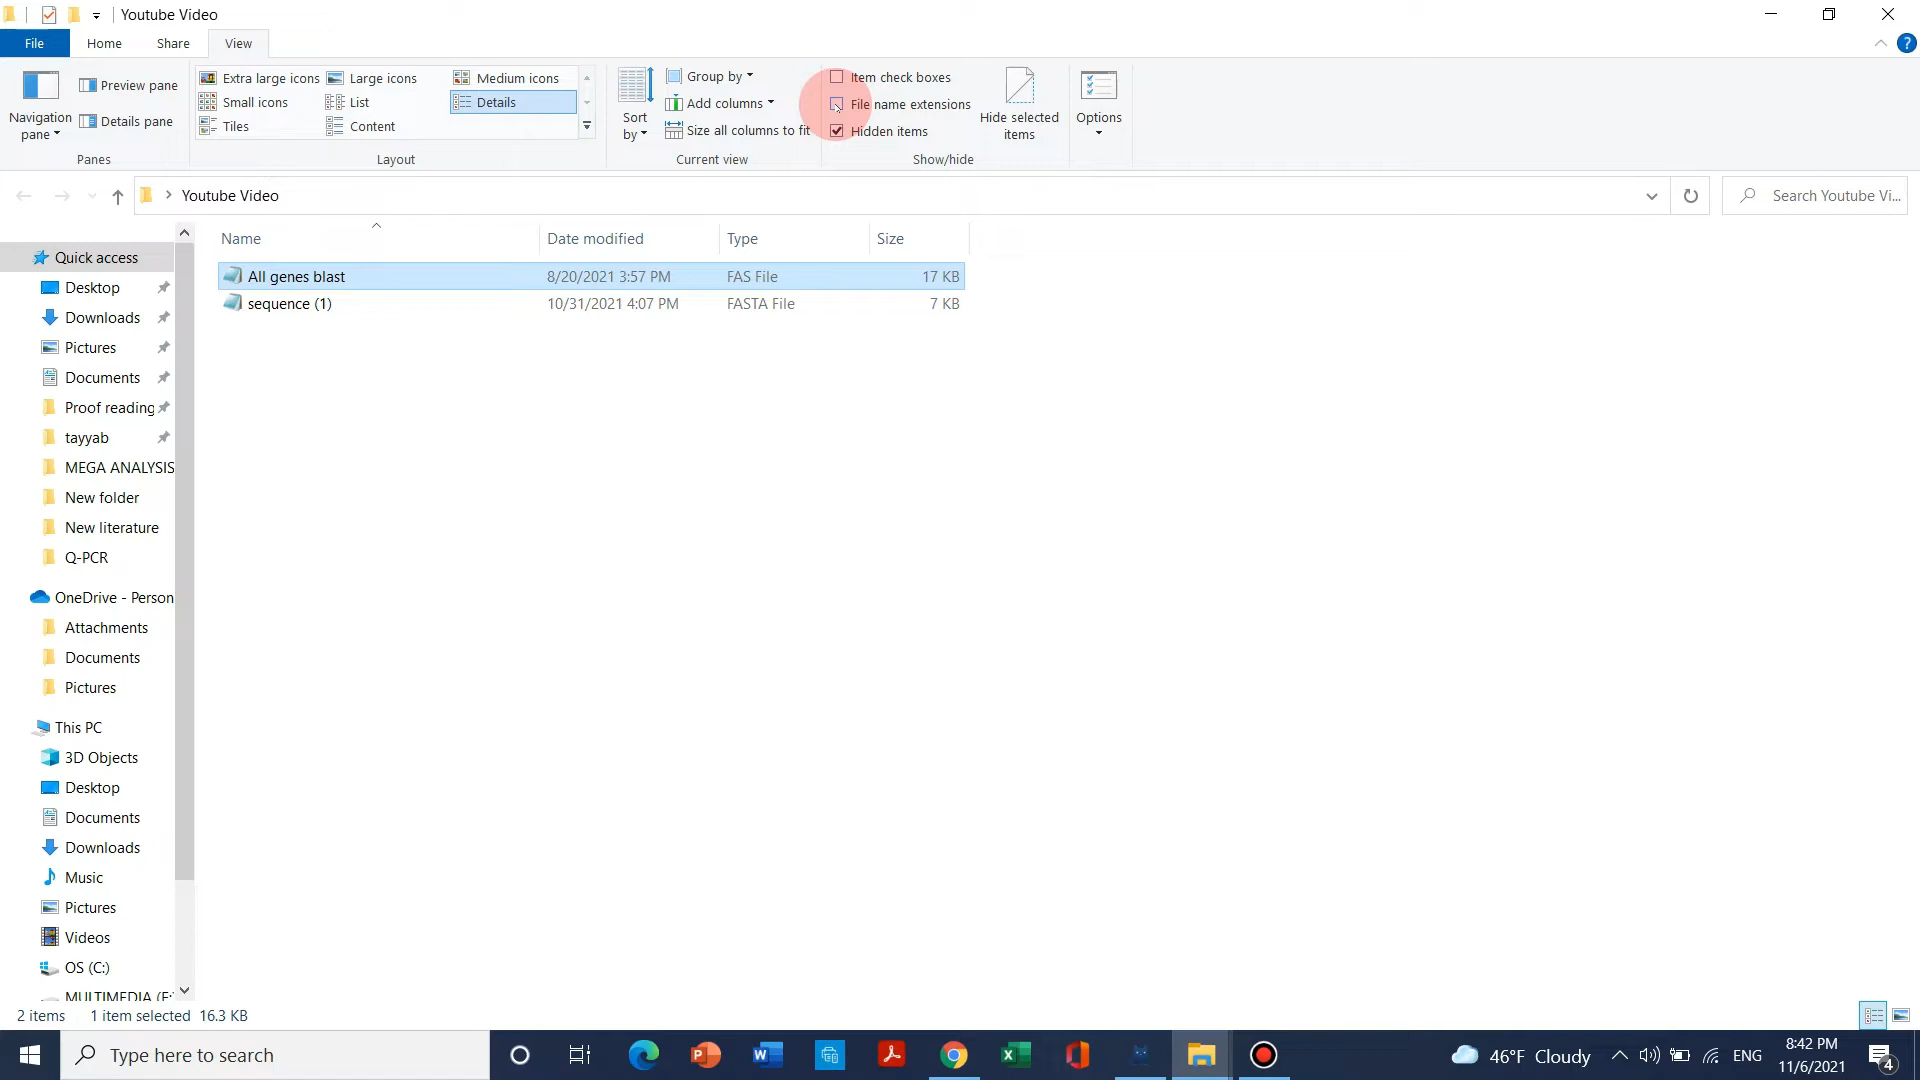 Youtube Video
File Home Share View
Navigation pane
Preview pane
Details pane
Panes
Extra large icons Large icons Medium icons
Small icons List Details
Tiles Content
Layout
Sort by
Group by
Add columns
Size all columns to fit
Current view
Item check boxes
File name extensions
Hidden items
Hide selected items
Show/hide
Options
Youtube Video
Search Youtube Vi...
Name Date modified Type Size
All genes blast 8/20/2021 3:57 PM FAS File 17 KB
sequence (1) 10/31/2021 4:07 PM FASTA File 7 KB
Quick access
Desktop
Downloads
Pictures
Documents
Proof reading
tayyab
MEGA ANALYSIS
New folder
New literature
Q-PCR
OneDrive - Person
Attachments
Documents
Pictures
This PC
3D Objects
Desktop
Documents
Downloads
Music
Pictures
Videos
OS (C:)
MULTIMEDIA (F:
2 items 1 item selected 16.3 KB
Type here to search
46°F Cloudy
ENG
8:42 PM
11/6/2021
4